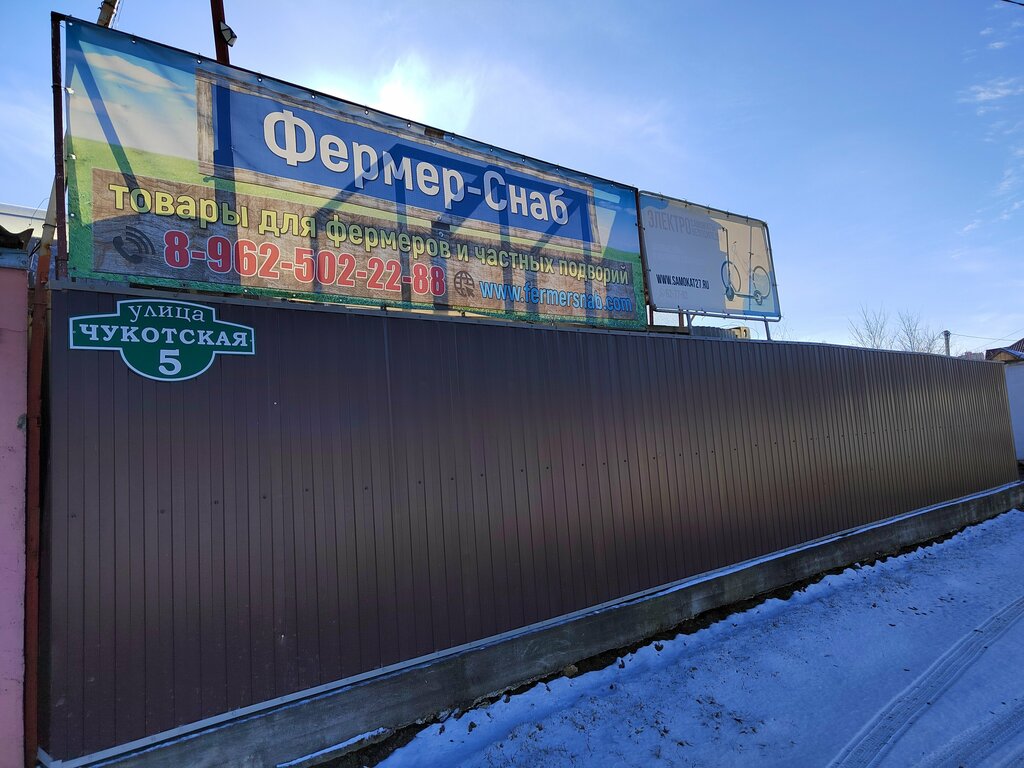 Фермер-Снаб
товары для фермеров и частных подворий
8-962-502-22-88
www.fermersnab.com
улица
ЧУКОТСКАЯ
5
WWW.SAMOKAT27.RU